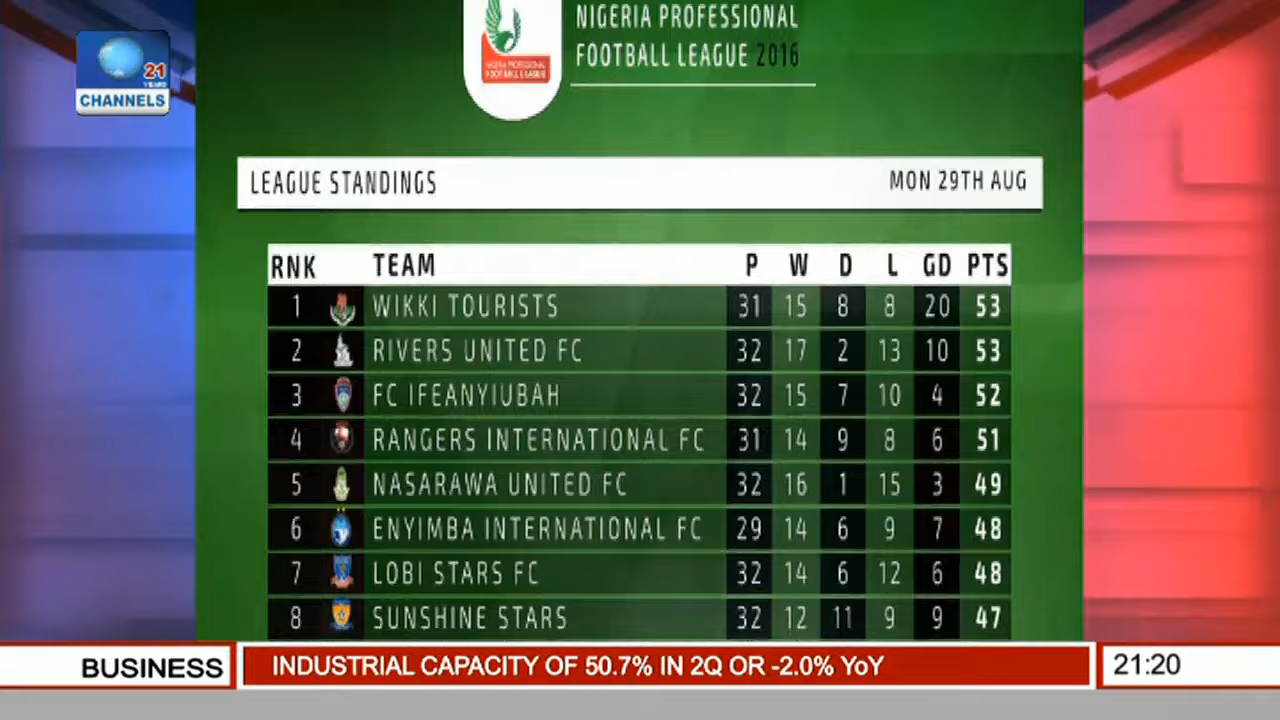 NIGERIA PROFESSIONAL
FOOTBALL LEAGUE 2016
NIGERIA PROFESSIONAL
FOOTBALL LEAGUE
21
YEARS
CHANNELS
LEAGUE STANDINGS MON 29TH AUG
RNK TEAM P W D L GD PTS
1 WIKKI TOURISTS 31 15 8 8 20 53
2 RIVERS UNITED FC 32 17 2 13 10 53
3 FC IFEANYIUBAH 32 15 7 10 4 52
4 RANGERS INTERNATIONAL FC 31 14 9 8 6 51
5 NASARAWA UNITED FC 32 16 1 15 3 49
6 ENYIMBA INTERNATIONAL FC 29 14 6 9 7 48
7 LOBI STARS FC 32 14 6 12 6 48
8 SUNSHINE STARS 32 12 11 9 9 47
BUSINESS INDUSTRIAL CAPACITY OF 50.7% IN 2Q OR -2.0% YoY 21:20